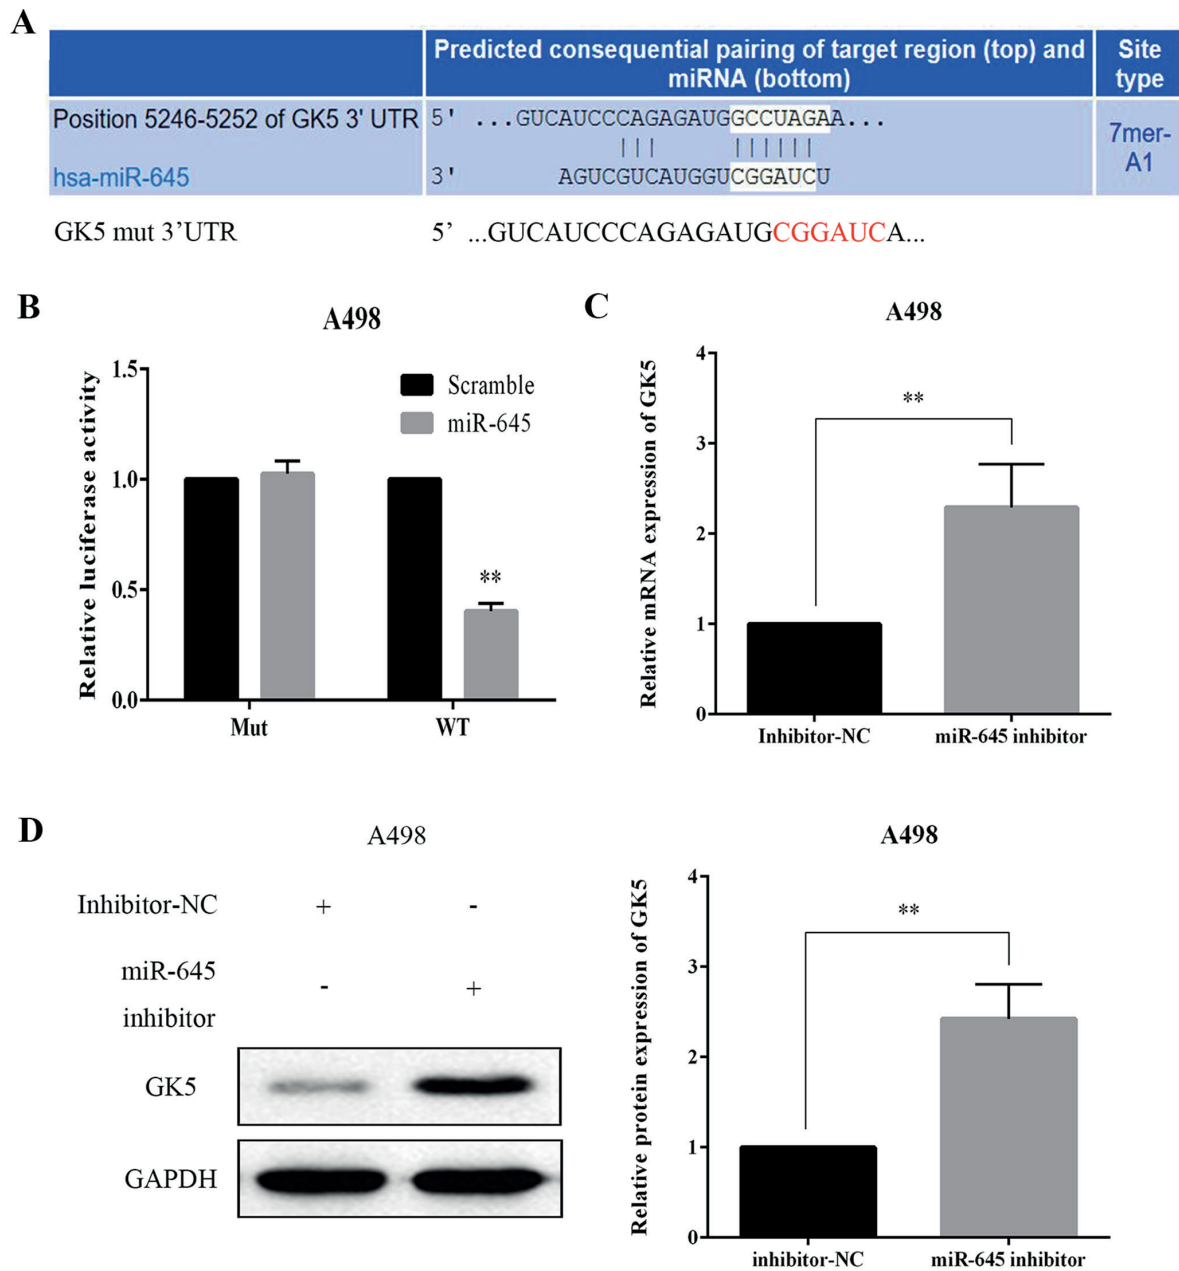 A
Predicted consequential pairing of target region (top) and miRNA (bottom)
Site type
Position 5246-5252 of GK5 3' UTR
5' ...GUCAUCCCAGAGAUGGCCUAGAA...
hsa-miR-645
3' AGUCGUCAUGGUCGGAUCU
7mer-A1
GK5 mut 3'UTR
5' ...GUCAUCCCAGAGAUGCGGAUCA...
B
A498
Relative luciferase activity
1.5
1.0
0.5
0.0
Scramble
miR-645
**
Mut
WT
C
A498
Relative mRNA expression of GK5
4
3
2
1
0
**
Inhibitor-NC
miR-645 inhibitor
D
A498
Inhibitor-NC + -
miR-645
inhibitor
- +
GK5
GAPDH
A498
Relative protein expression of GK5
4
3
2
1
0
**
inhibitor-NC
miR-645 inhibitor